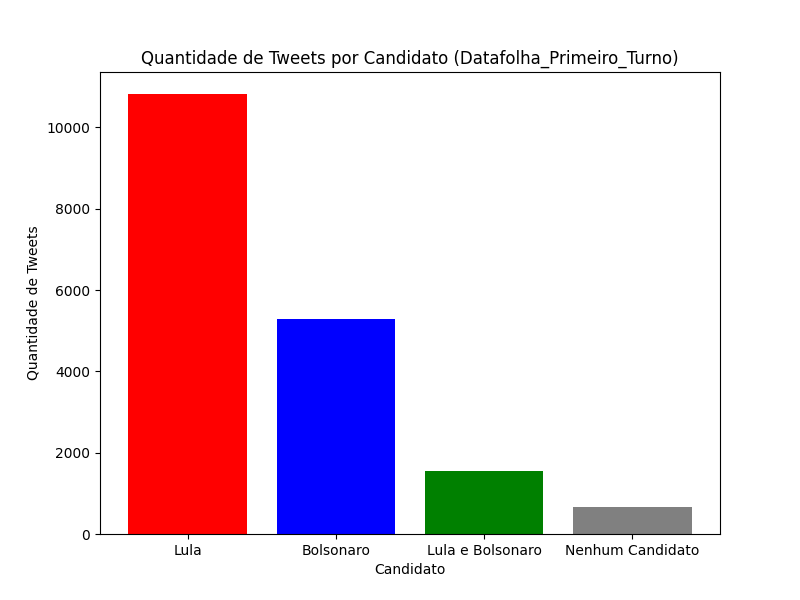 Quantidade de Tweets por Candidato (Datafolha_Primeiro_Turno)
Quantidade de Tweets
10000
8000
6000
4000
2000
0
Lula
Bolsonaro
Lula e Bolsonaro
Nenhum Candidato
Candidato